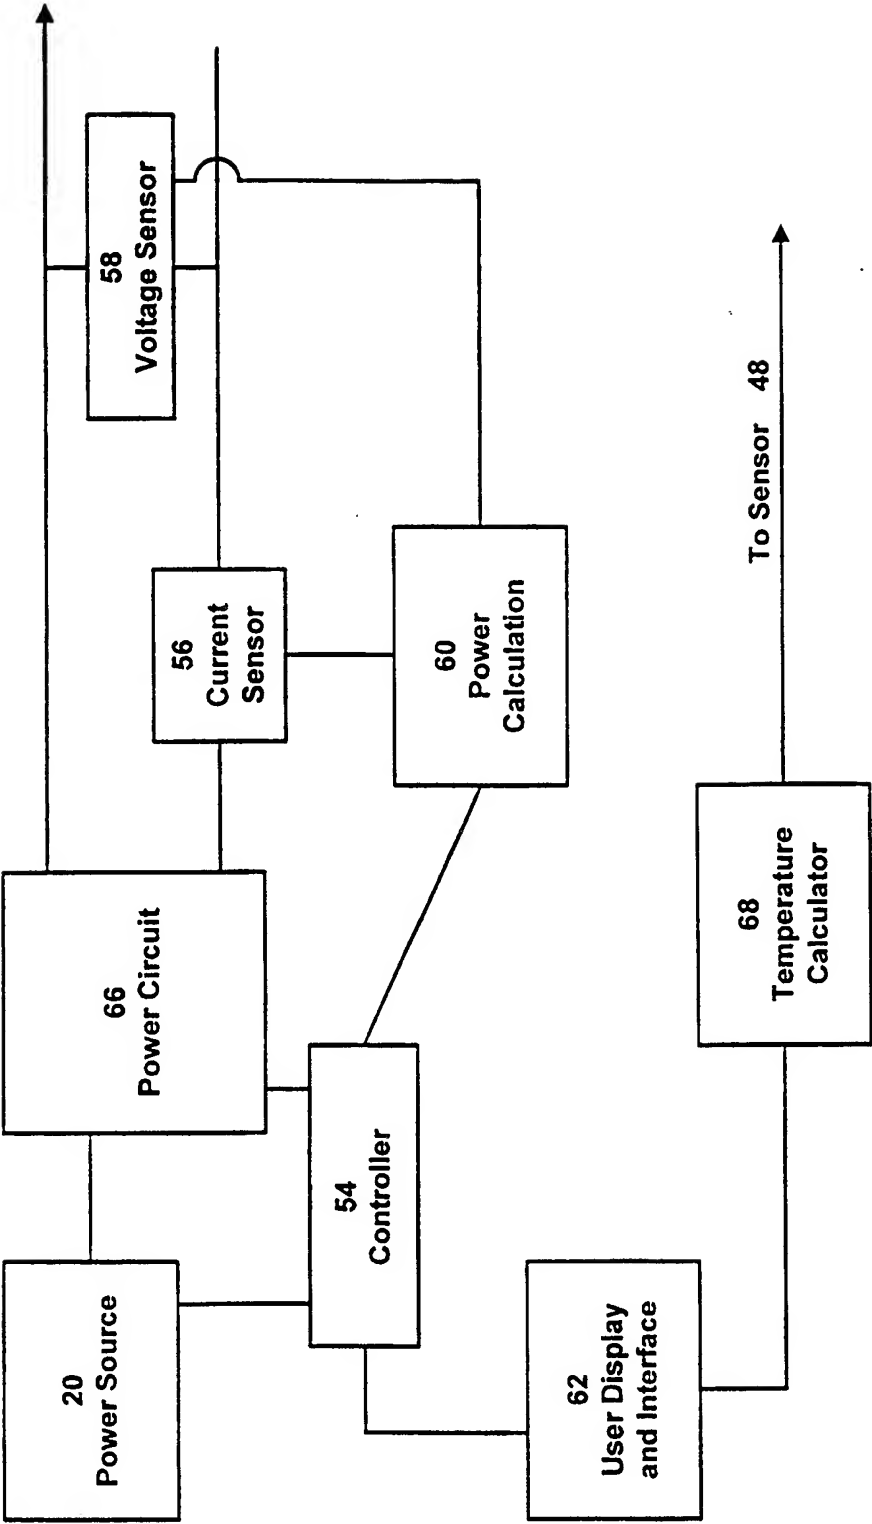 20
Power Source
66
Power Circuit
58
Voltage Sensor
56
Current
Sensor
54
Controller
60
Power
Calculation
62
User Display
and Interface
68
Temperature
Calculator
To Sensor 48